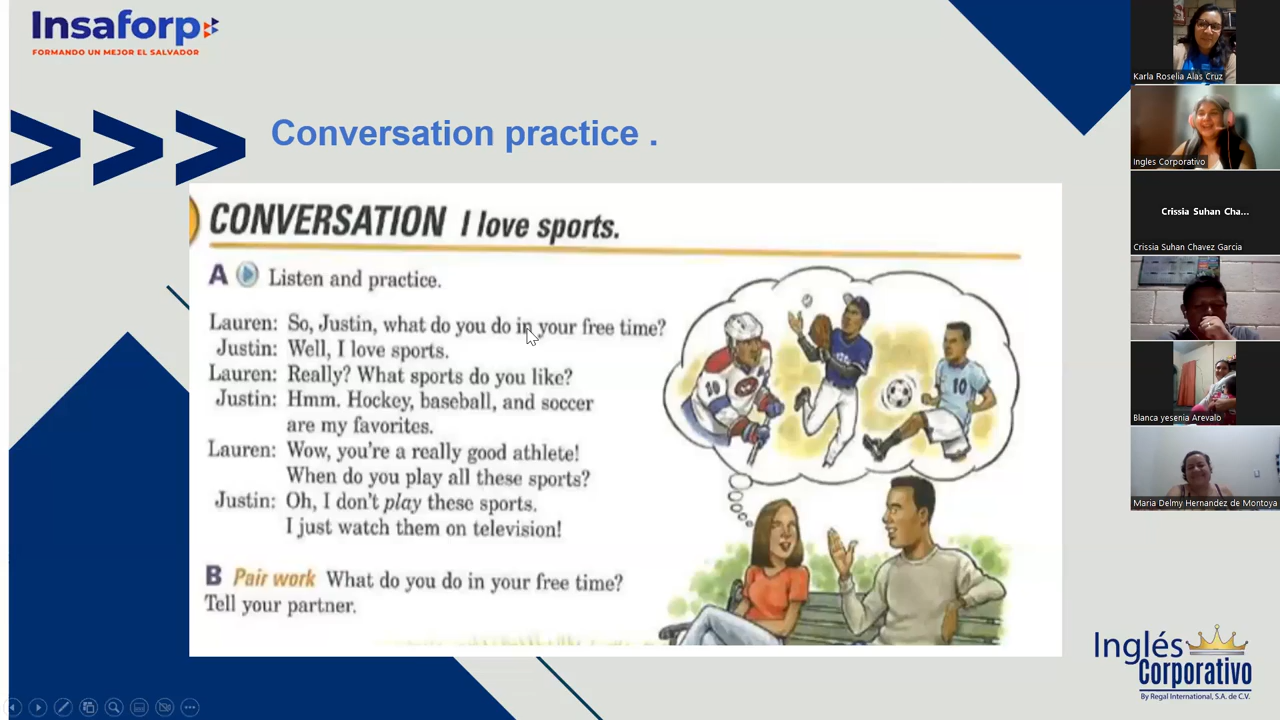 Insaforp
FORMANDO UN MEJOR EL SALVADOR
Conversation practice .
CONVERSATION I love sports.
A Listen and practice.
Lauren: So, Justin, what do you do in your free time?
Justin: Well, I love sports.
Lauren: Really? What sports do you like?
Justin: Hmm. Hockey, baseball, and soccer
are my favorites.
Lauren: Wow, you're a really good athlete!
When do you play all these sports?
Justin: Oh, I don't play these sports.
I just watch them on television!
B Pair work What do you do in your free time?
Tell your partner.
10
10
Karla Roselia Alas Cruz
Ingles Corporativo
Crissia Suhan Cha...
Crissia Suhan Chavez Garcia
Blanca yesenia Arevalo
Maria Delmy Hernandez de Montoya
Inglés
Corporativo
By Regal International, S.A. de C.V.